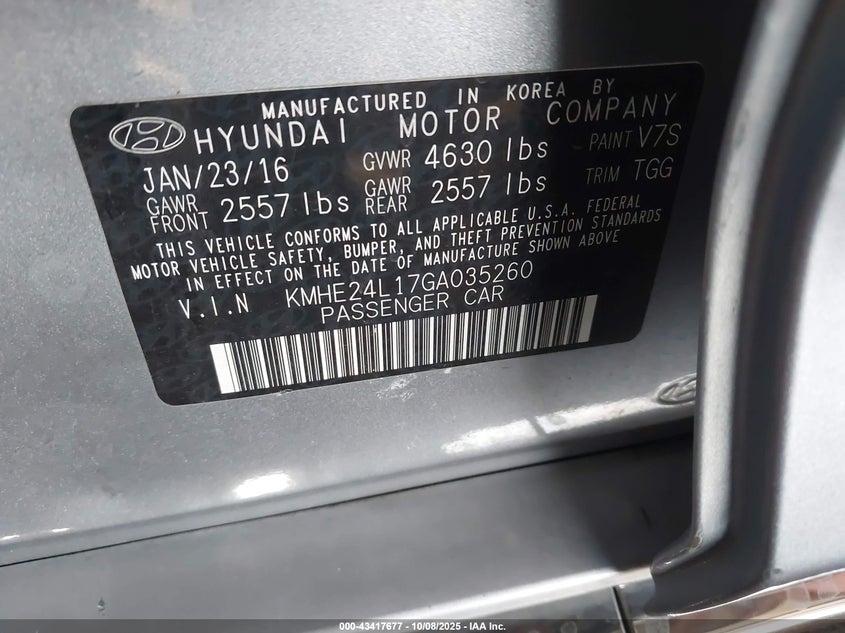 MANUFACTURED IN KOREA BY
HYUNDAI MOTOR COMPANY
JAN/23/16 GVWR 4630 lbs PAINT V7S
GAWR FRONT 2557 lbs GAWR REAR 2557 lbs TRIM TGG
THIS VEHICLE CONFORMS TO ALL APPLICABLE U.S.A. FEDERAL
MOTOR VEHICLE SAFETY, BUMPER, AND THEFT PREVENTION STANDARDS
IN EFFECT ON THE DATE OF MANUFACTURE SHOWN ABOVE
V.I.N KMHE24L17GA035260
PASSENGER CAR
000-43417677 - 10/08/2025 - IAA Inc.